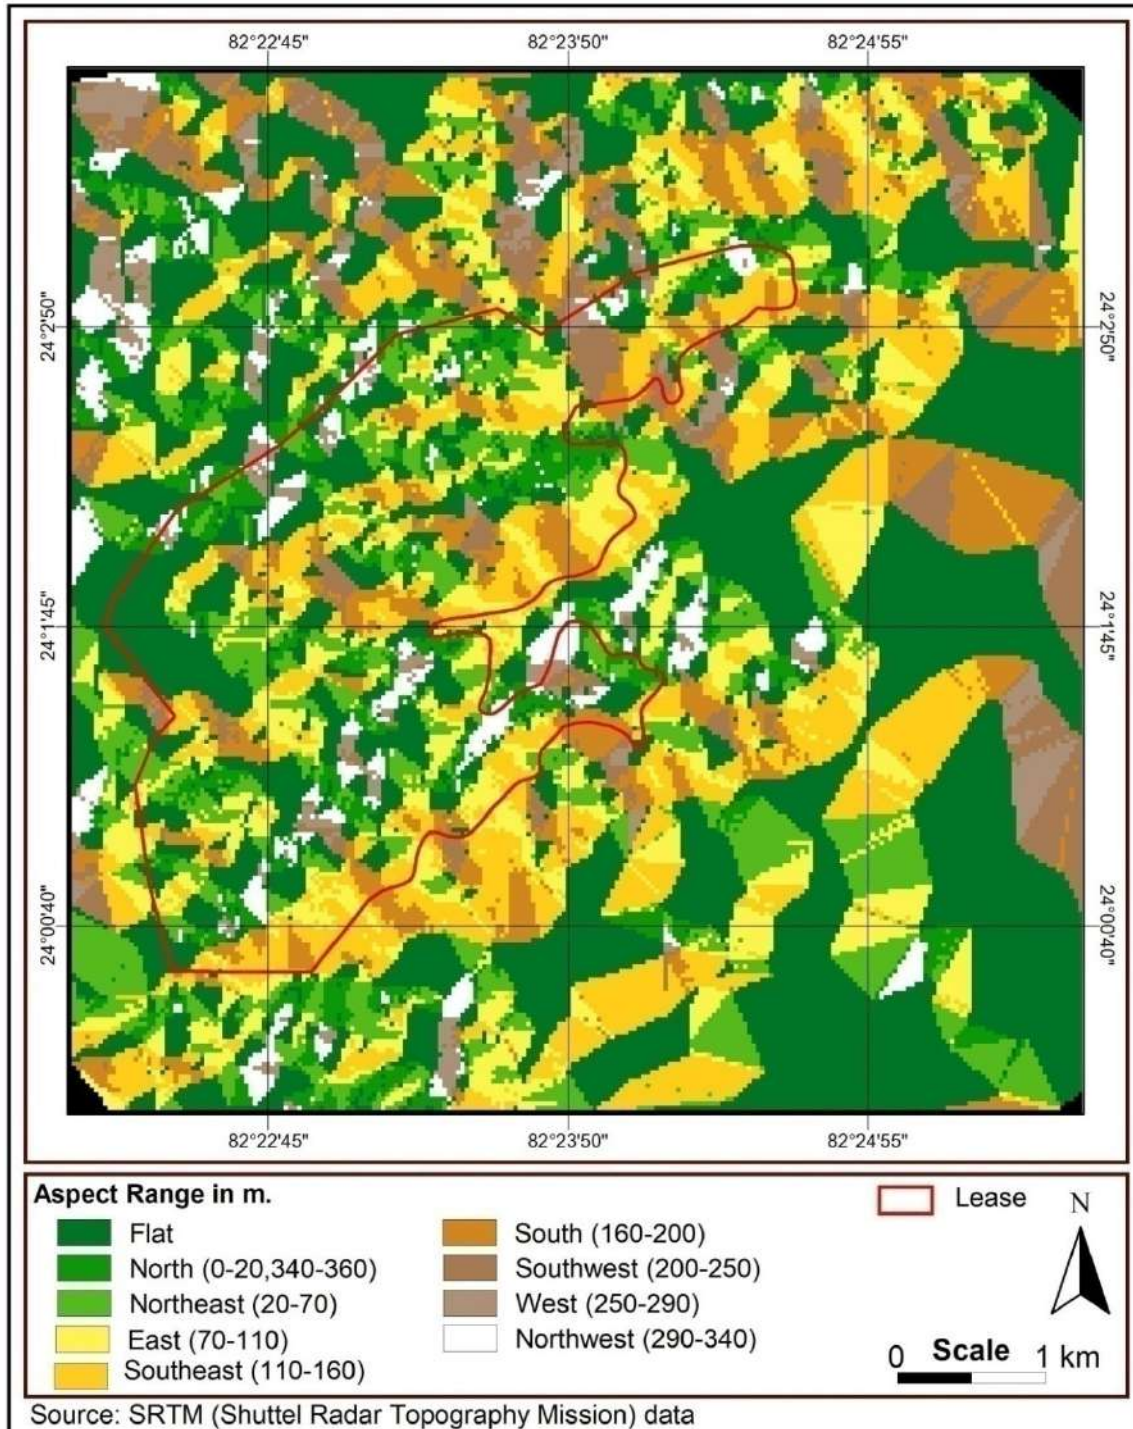 82°22'45" 82°23'50" 82°24'55"
24°2'50" 24°2'50"
24°1'45" 24°1'45"
24°00'40" 24°00'40"
82°22'45" 82°23'50" 82°24'55"
Aspect Range in m.
Flat
North (0-20,340-360)
Northeast (20-70)
East (70-110)
Southeast (110-160)
South (160-200)
Southwest (200-250)
West (250-290)
Northwest (290-340)
Lease
N
0 Scale 1 km
Source: SRTM (Shuttel Radar Topography Mission) data